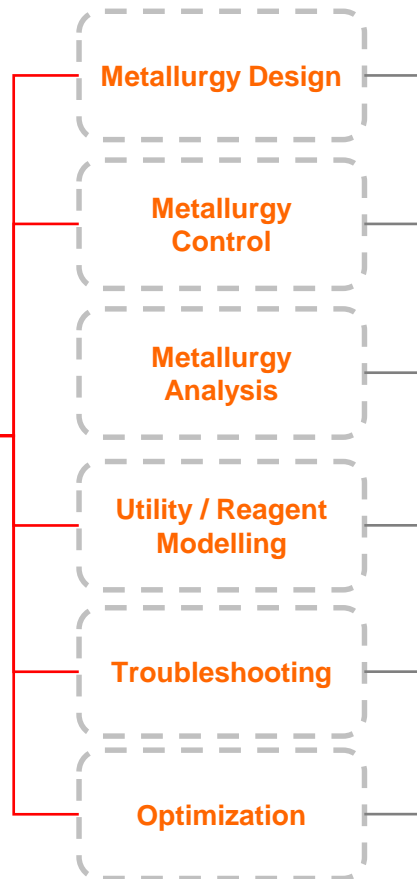 Metallurgy Design
Metallurgy
Control
Metallurgy
Analysis
Utility / Reagent
Modelling
Troubleshooting
Optimization